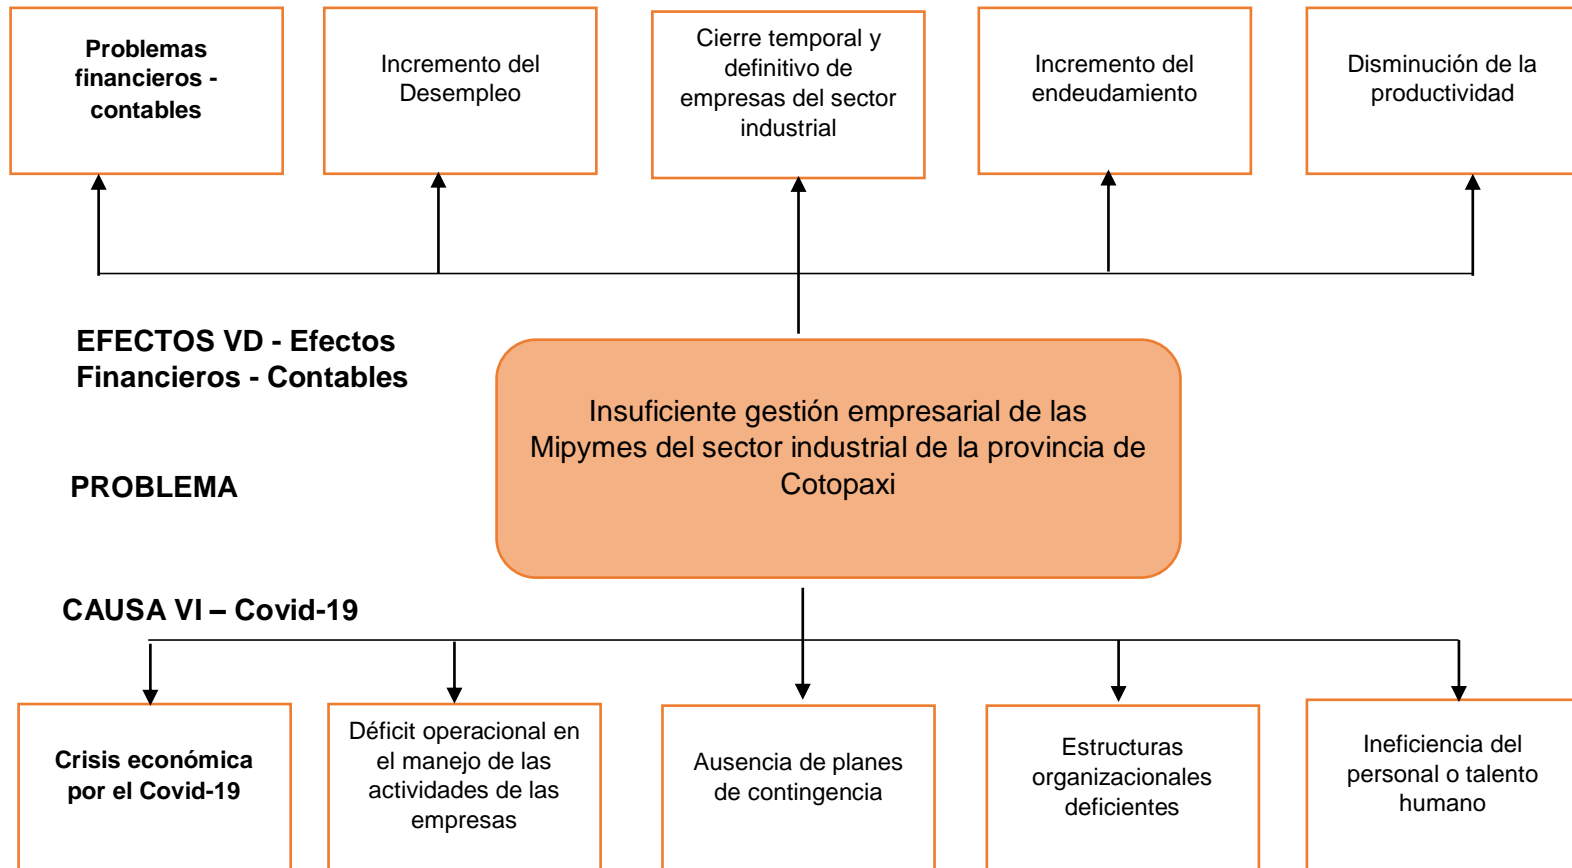 Problemas
financieros -
contables
Incremento del
Desempleo
Cierre temporal y
definitivo de
empresas del sector
industrial
Incremento del
endeudamiento
Disminución de la
productividad
EFECTOS VD - Efectos
Financieros - Contables
Insuficiente gestión empresarial de las
Mipymes del sector industrial de la provincia de
Cotopaxi
PROBLEMA
CAUSA VI – Covid-19
Crisis económica
por el Covid-19
Déficit operacional en
el manejo de las
actividades de las
empresas
Ausencia de planes
de contingencia
Estructuras
organizacionales
deficientes
Ineficiencia del
personal o talento
humano